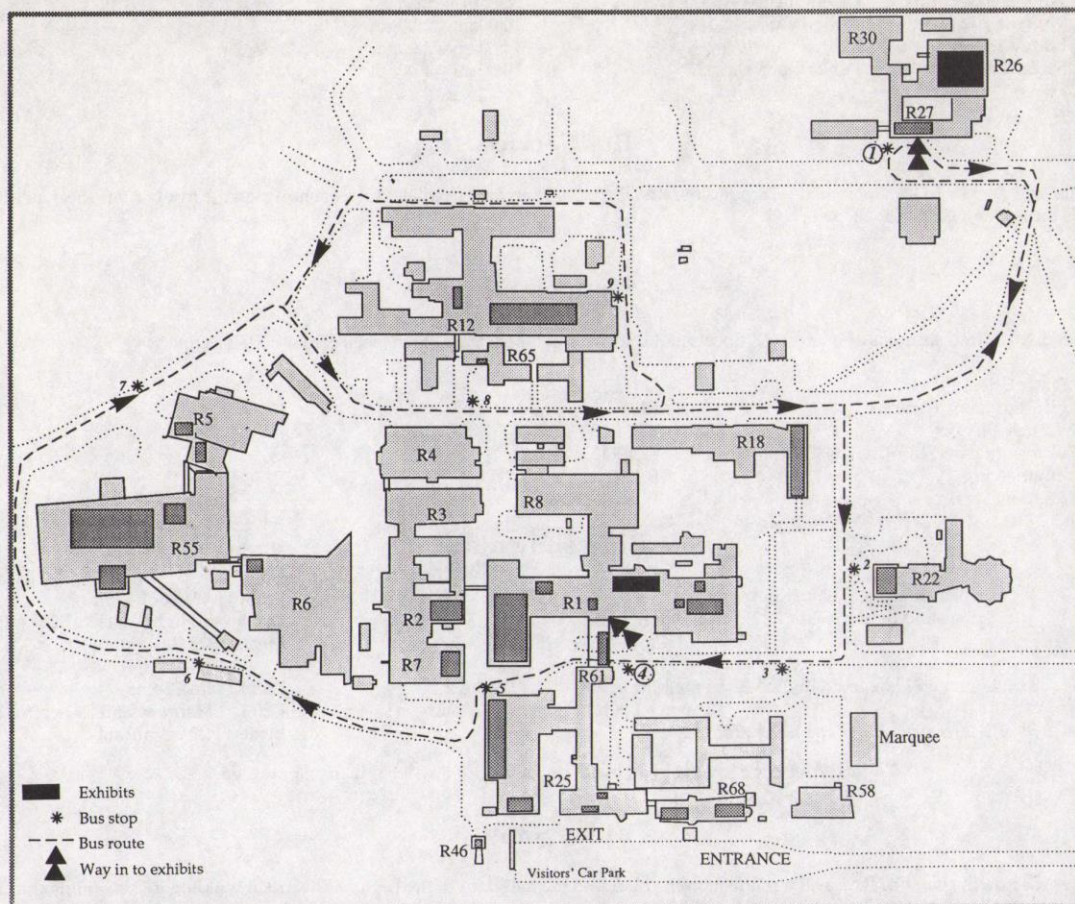 R30
R26
R27
1
9
R12
R65
7
8
R5
R4
R18
R3
R8
R55
2
R22
R6
R1
R2
R7
R61
4
3
6
5
Marquee
R25
R68
R58
Exhibits
Bus stop
Bus route
Way in to exhibits
EXIT
R46
ENTRANCE
Visitors' Car Park